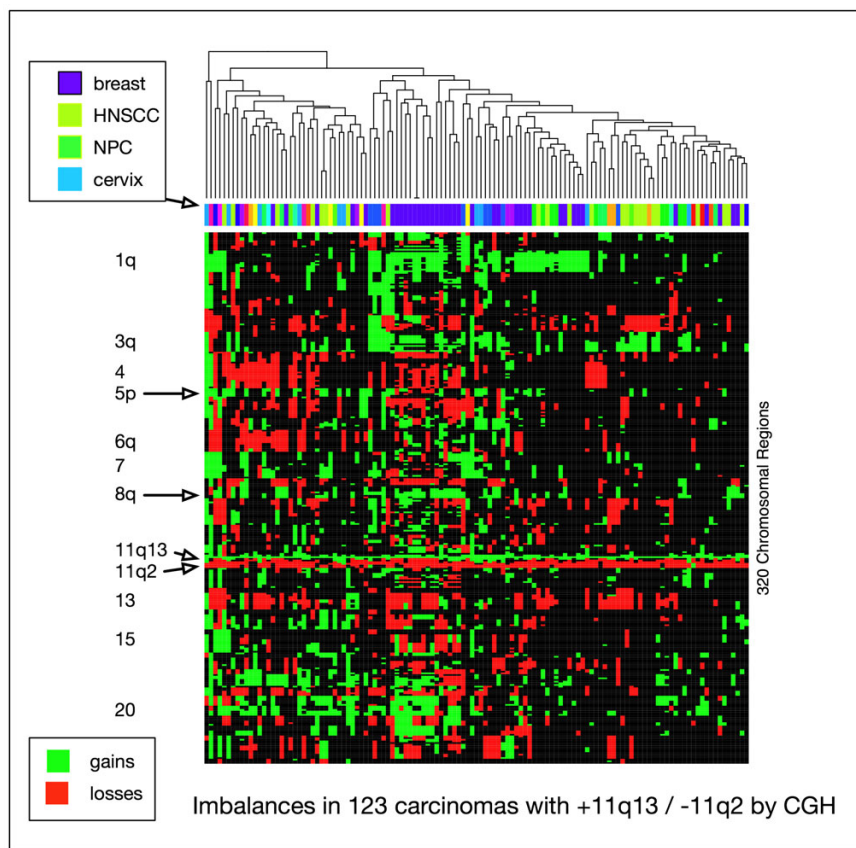 breast
HNSCC
NPC
cervix
1q
3q
4
5p
6q
7
8q
11q13
11q2
13
15
20
320 Chromosomal Regions
gains
losses
Imbalances in 123 carcinomas with +11q13 / -11q2 by CGH